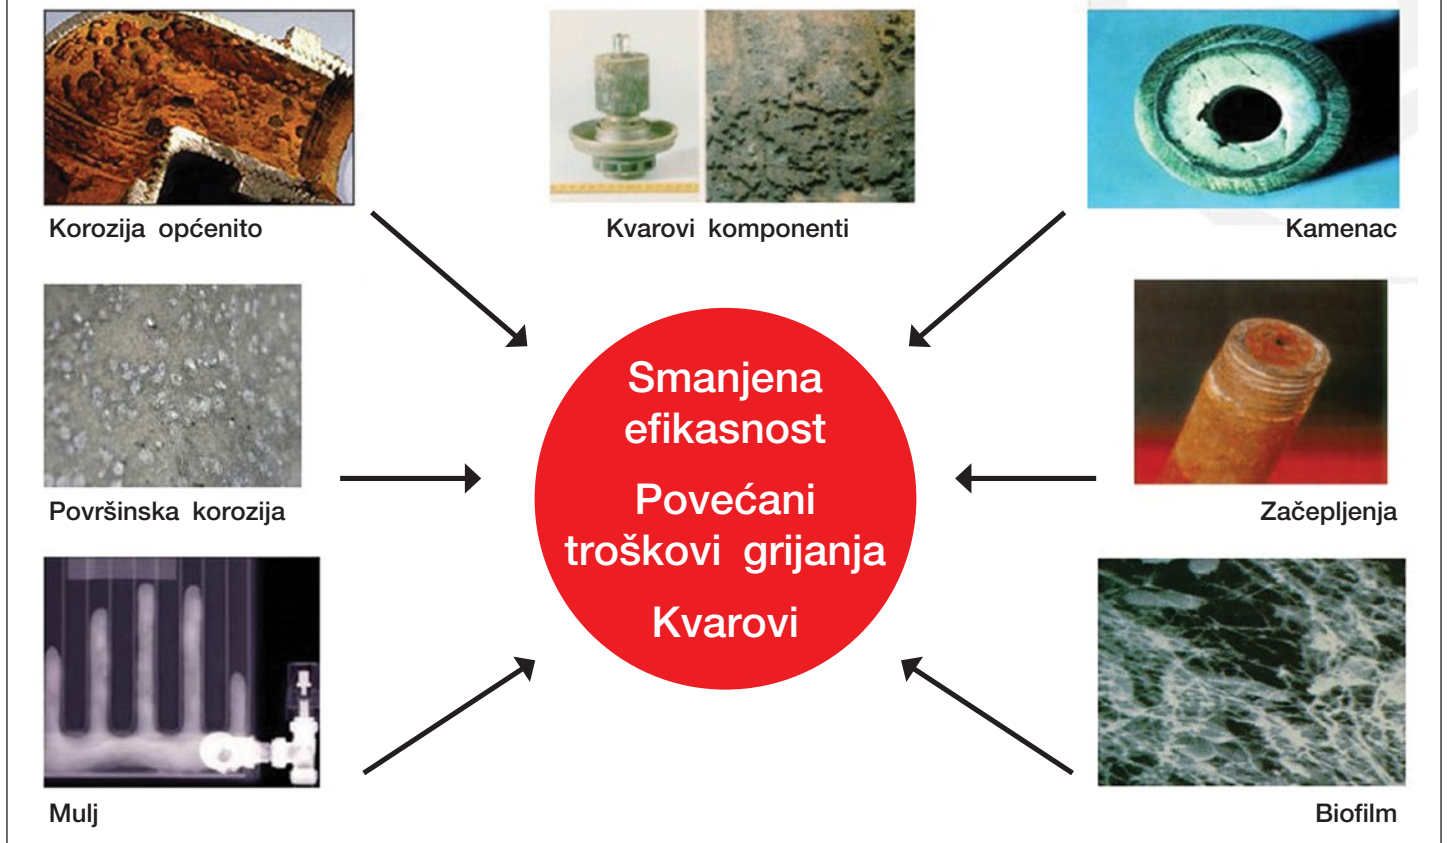 Korozija općenito
Kvarovi komponenti
Kamenac
Površinska korozija
Smanjena
efikasnost
Povećani
troškovi grijanja
Kvarovi
Začepljenja
Mulj
Biofilm